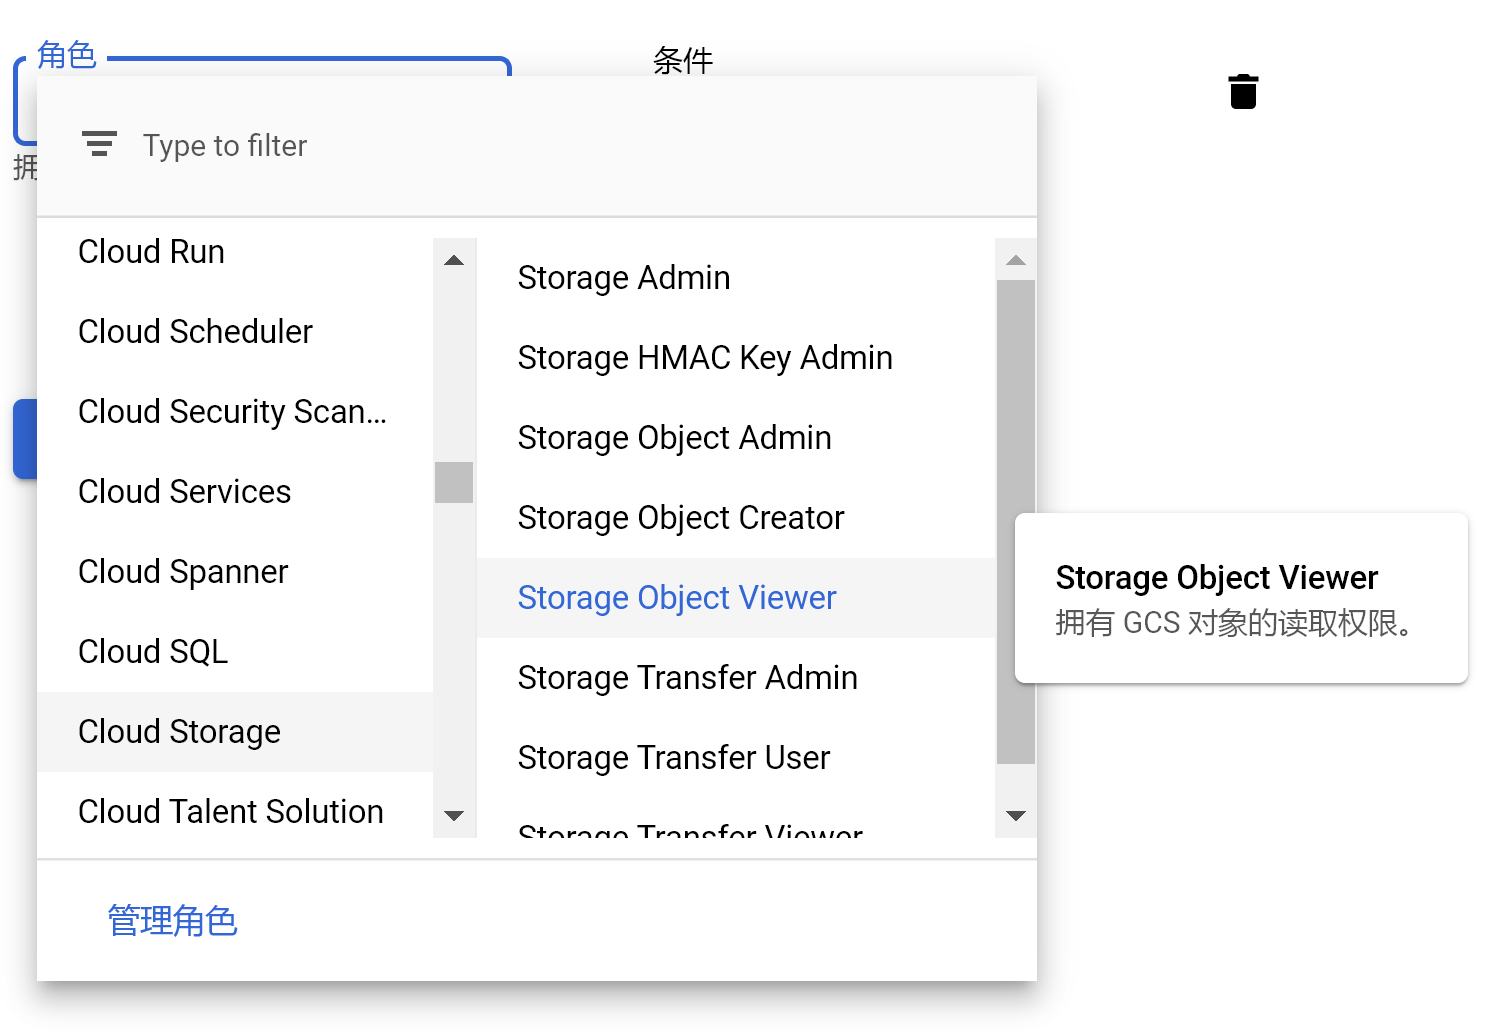 角色
条件
Type to filter
拥
Cloud Run
Cloud Scheduler
Cloud Security Scan...
Cloud Services
Cloud Spanner
Cloud SQL
Cloud Storage
Cloud Talent Solution
Storage Admin
Storage HMAC Key Admin
Storage Object Admin
Storage Object Creator
Storage Object Viewer
Storage Transfer Admin
Storage Transfer User
Storage Transfer Viewer
Storage Object Viewer
拥有 GCS 对象的读取权限。
管理角色